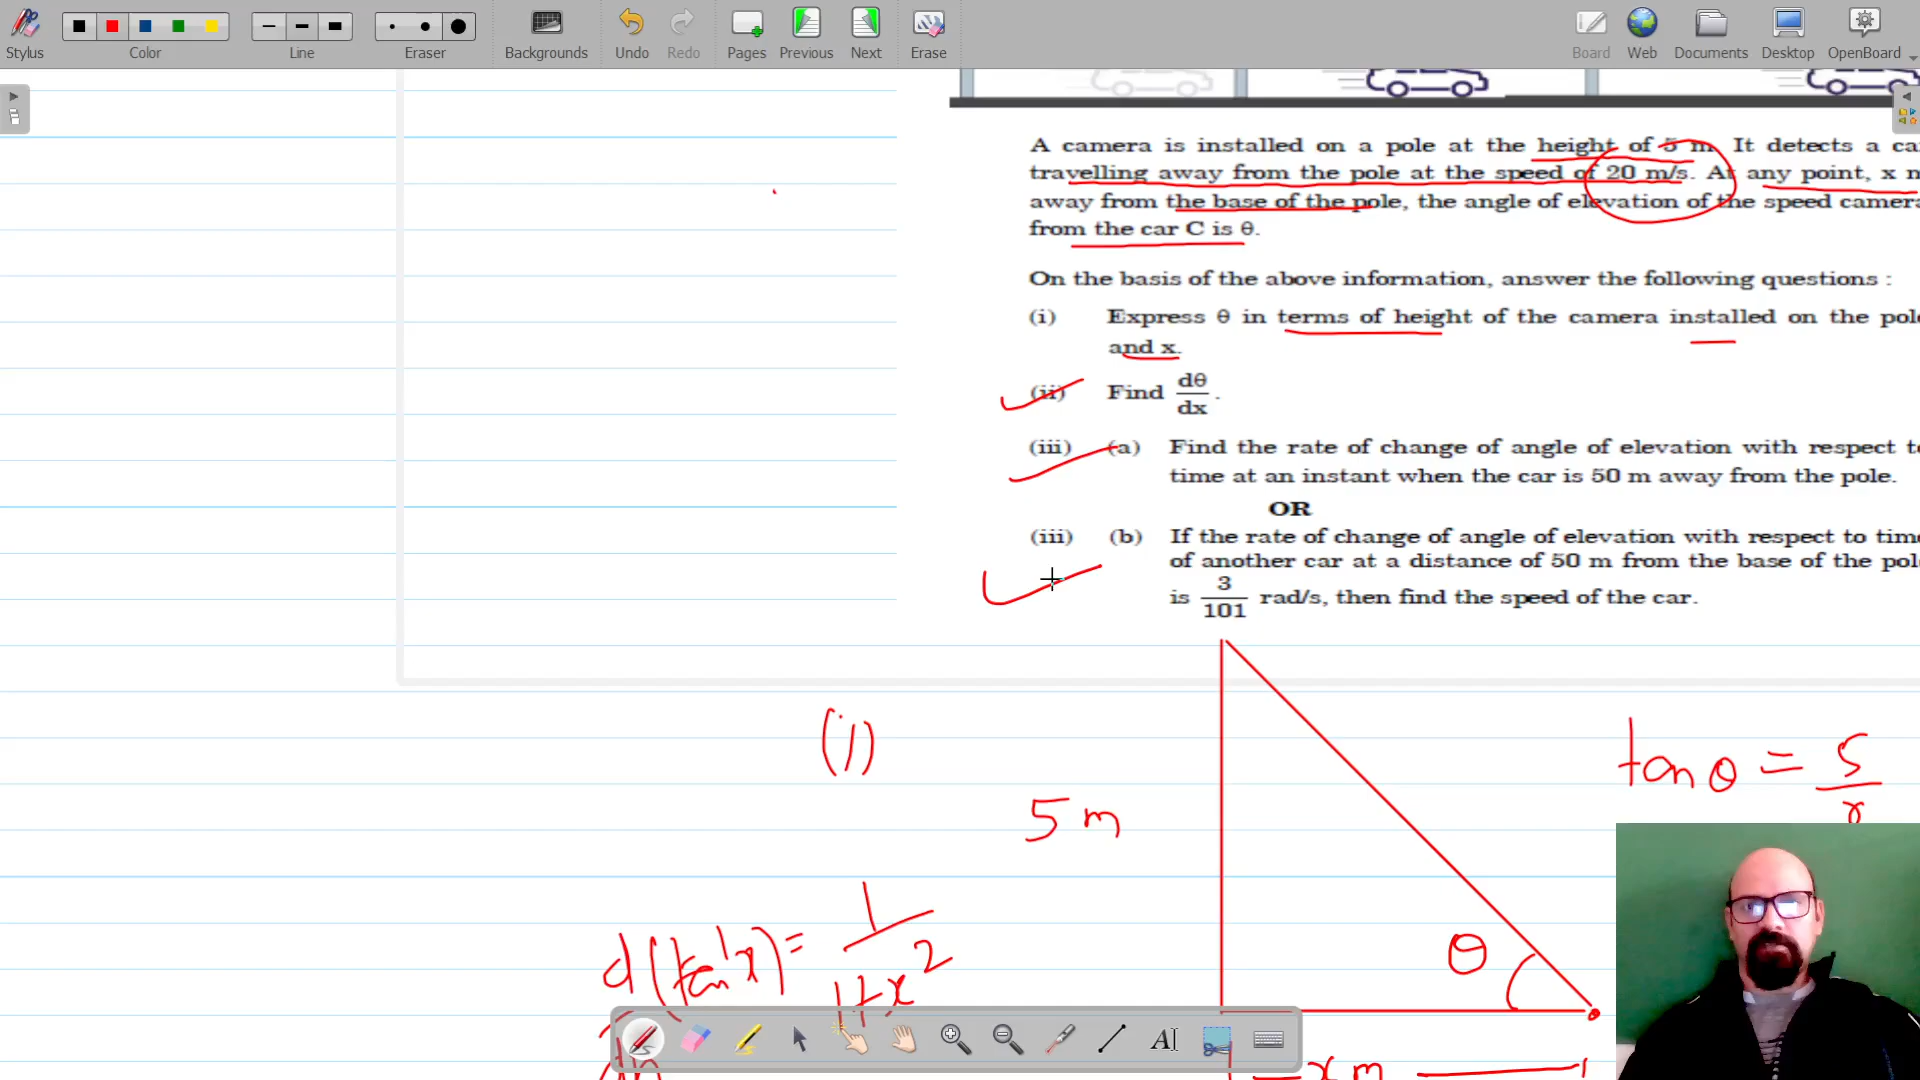 Stylus Color Line Eraser Backgrounds Undo Redo Pages Previous Next Erase Board Web Documents Desktop OpenBoard
A camera is installed on a pole at the height of 5 m. It detects a ca
travelling away from the pole at the speed of 20 m/s. At any point, x m
away from the base of the pole, the angle of elevation of the speed camera
from the car C is θ.
On the basis of the above information, answer the following questions :
(i) Express θ in terms of height of the camera installed on the pole
and x.
(ii) Find dθ/dx.
(iii) (a) Find the rate of change of angle of elevation with respect to
time at an instant when the car is 50 m away from the pole.
OR
(iii) (b) If the rate of change of angle of elevation with respect to time
of another car at a distance of 50 m from the base of the pole
is 3/101 rad/s, then find the speed of the car.
(i)
tan θ = 5/x
5 m
d(tan⁻¹x) = 1/1+x²
dx
θ
x m